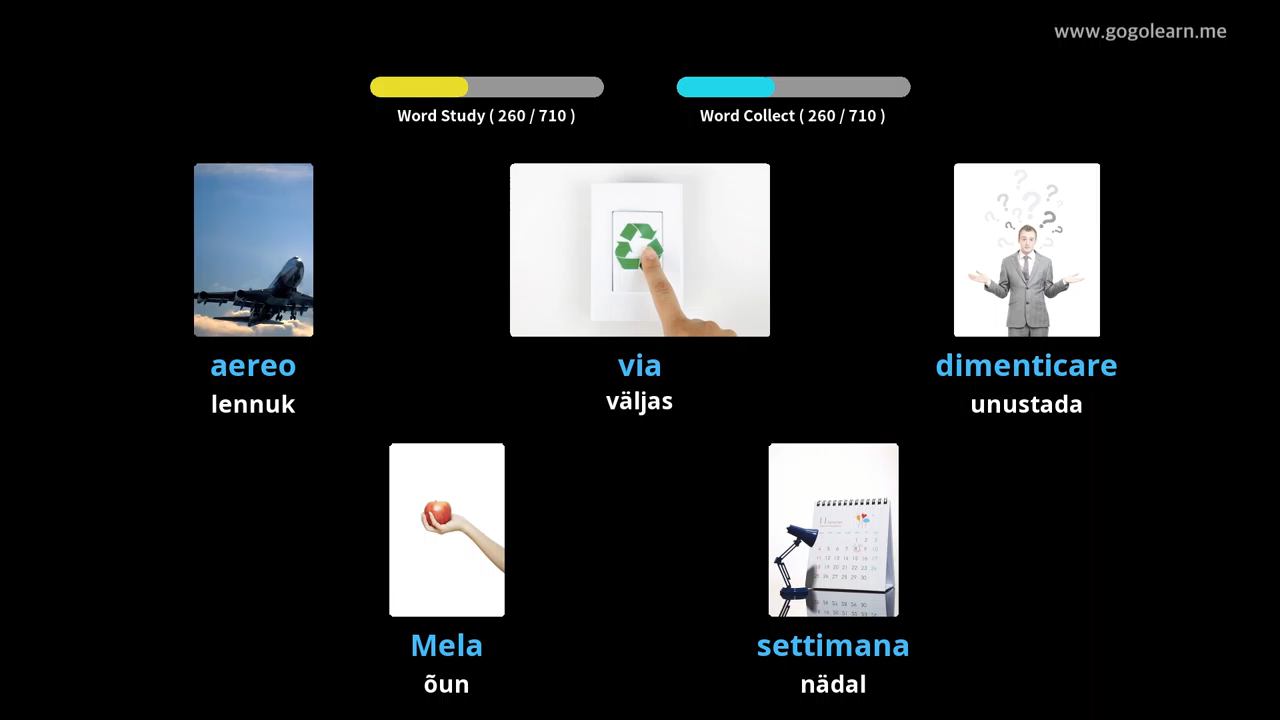 www.gogolearn.me
Word Study ( 260 / 710 )
Word Collect ( 260 / 710 )
aereo
lennuk
via
väljas
dimenticare
unustada
Mela
õun
settimana
nädal